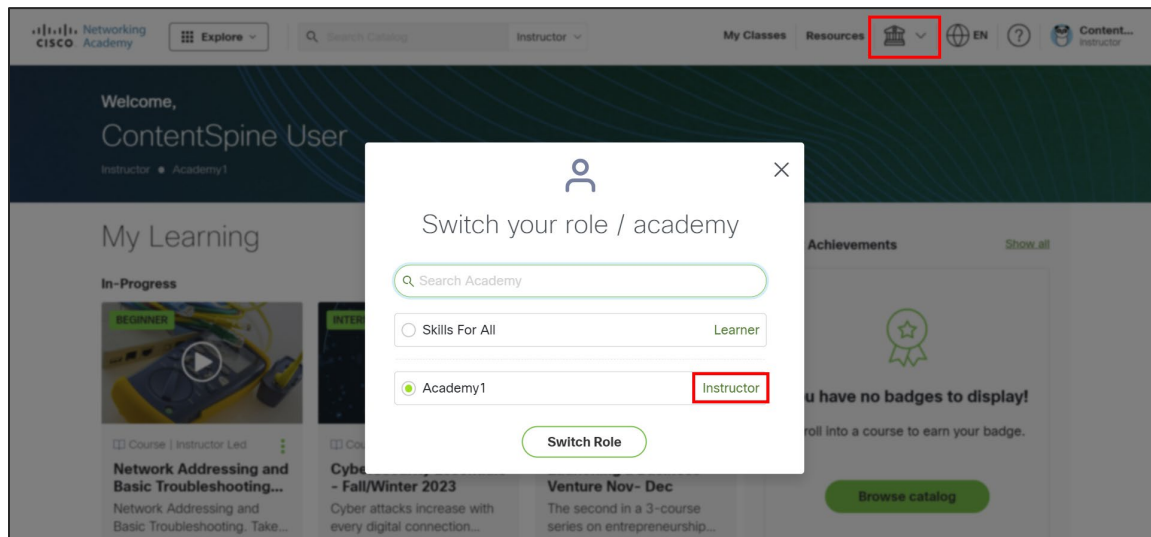 Networking
CISCO Academy
Explore
Search Catalog
Instructor
My Classes
Resources
EN
?
Content...
Instructor
Welcome,
ContentSpine User
Instructor • Academy1
Switch your role / academy
Search Academy
Skills For All
Learner
Academy1
Instructor
Switch Role
My Learning
In-Progress
BEGINNER
Course | Instructor Led
Network Addressing and
Basic Troubleshooting...
Network Addressing and
Basic Troubleshooting. Take...
INTER
- Fall/Winter 2023
Cyber attacks increase with
every digital connection...
Venture Nov- Dec
The second in a 3-course
series on entrepreneurship...
Achievements
Show all
u have no badges to display!
roll into a course to earn your badge.
Browse catalog